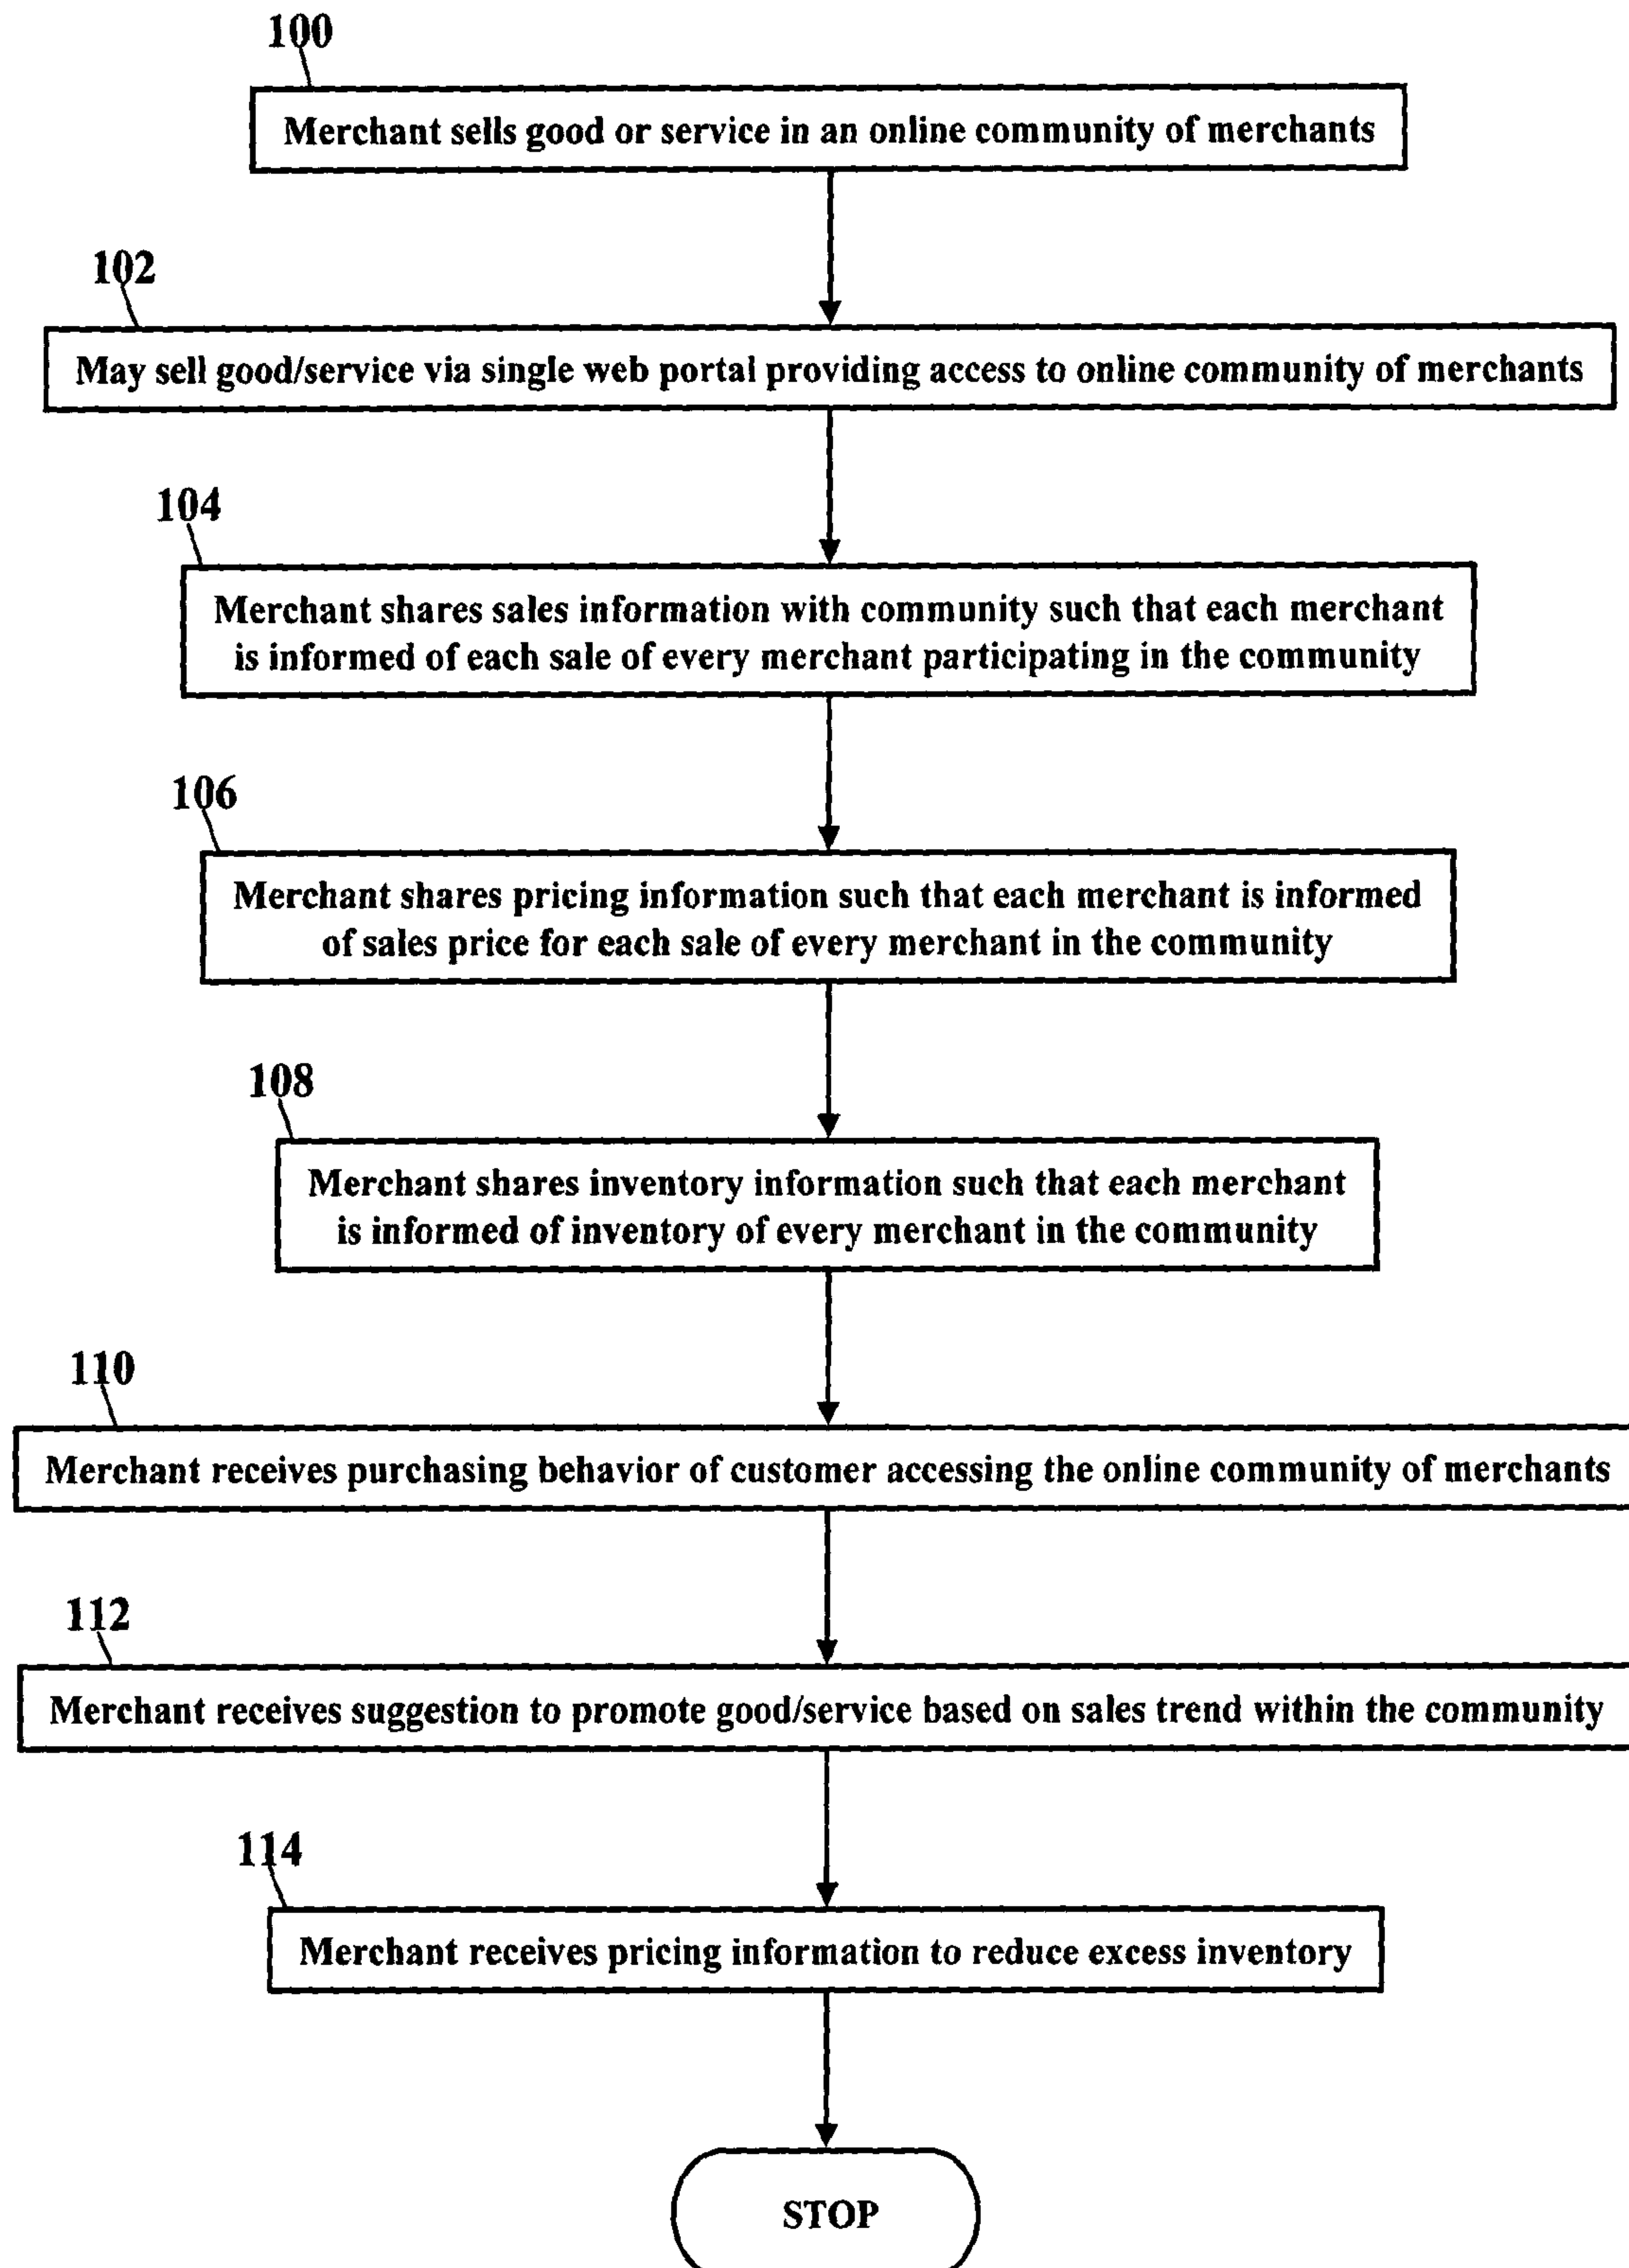 100
Merchant sells good or service in an online community of merchants
102
May sell good/service via single web portal providing access to online community of merchants
104
Merchant shares sales information with community such that each merchant
is informed of each sale of every merchant participating in the community
106
Merchant shares pricing information such that each merchant is informed
of sales price for each sale of every merchant in the community
108
Merchant shares inventory information such that each merchant
is informed of inventory of every merchant in the community
110
Merchant receives purchasing behavior of customer accessing the online community of merchants
112
Merchant receives suggestion to promote good/service based on sales trend within the community
114
Merchant receives pricing information to reduce excess inventory
STOP